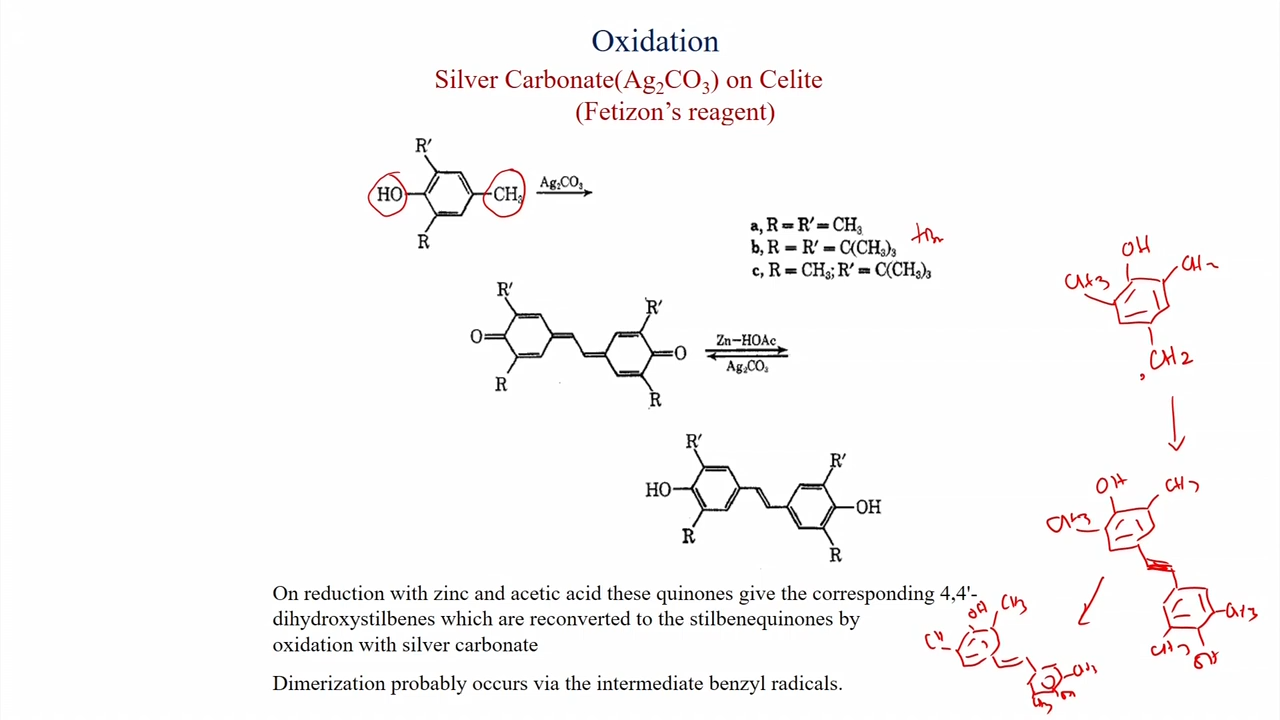 Oxidation
Silver Carbonate(Ag₂CO₃) on Celite
(Fetizon's reagent)
R'
HO
CH₃
Ag₂CO₃
R
a, R = R' = CH₃
b, R = R' = C(CH₃)₃
c, R = CH₃; R' = C(CH₃)₃
OH
CH3
CH2
R'
R'
O
O
Zn–HOAc
Ag₂CO₃
R
R
R'
R'
HO
OH
R
R
OH
CH3
CH3
OH
On reduction with zinc and acetic acid these quinones give the corresponding 4,4'-
dihydroxystilbenes which are reconverted to the stilbenequinones by
oxidation with silver carbonate
OH
CH3
Dimerization probably occurs via the intermediate benzyl radicals.